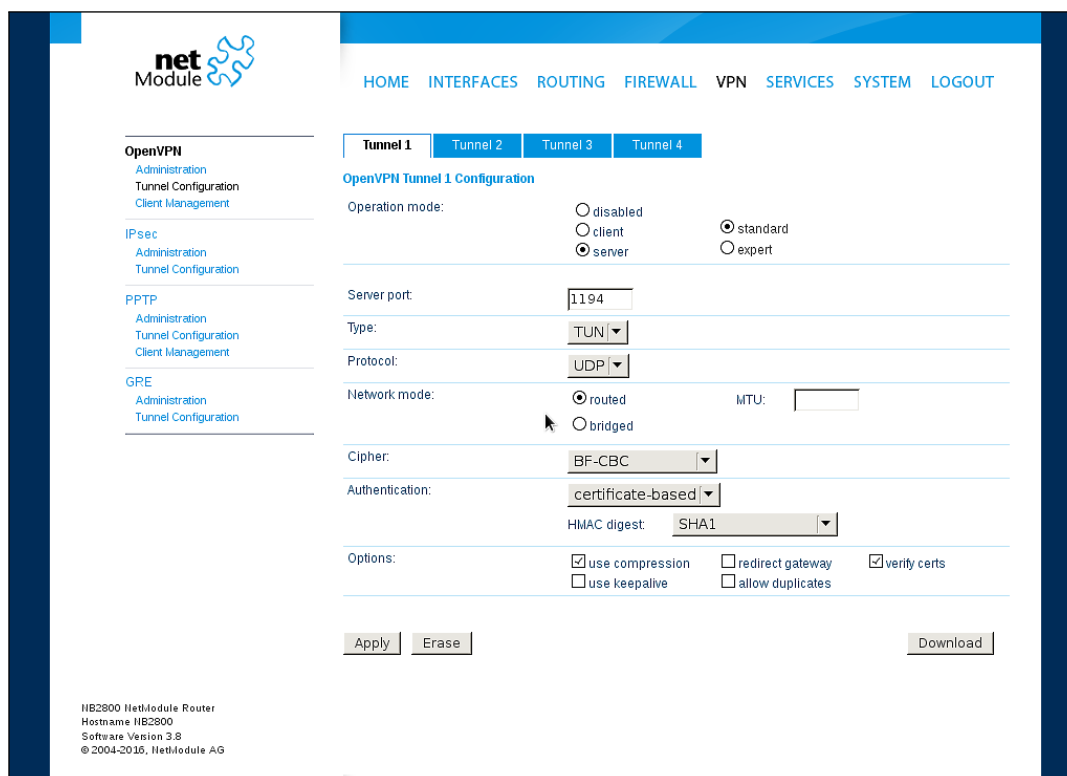 net
Module
HOME INTERFACES ROUTING FIREWALL VPN SERVICES SYSTEM LOGOUT
OpenVPN
Administration
Tunnel Configuration
Client Management
IPsec
Administration
Tunnel Configuration
PPTP
Administration
Tunnel Configuration
Client Management
GRE
Administration
Tunnel Configuration
Tunnel 1 Tunnel 2 Tunnel 3 Tunnel 4
OpenVPN Tunnel 1 Configuration
Operation mode:
disabled
client
server
standard
expert
Server port: 1194
Type: TUN
Protocol: UDP
Network mode: routed MTU:
bridged
Cipher: BF-CBC
Authentication: certificate-based
HMAC digest: SHA1
Options:
use compression redirect gateway verify certs
use keepalive allow duplicates
Apply Erase Download
NB2800 NetModule Router
Hostname NB2800
Software Version 3.8
© 2004-2016, NetModule AG